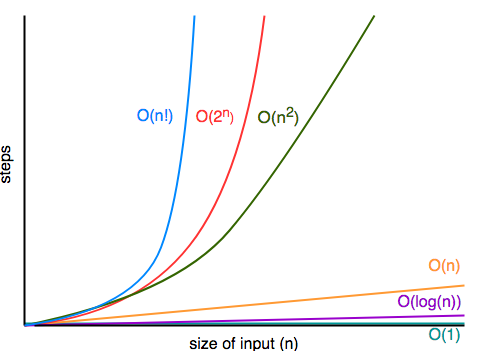 O(n!)
O(2ⁿ)
O(n²)
steps
O(n)
O(log(n))
O(1)
size of input (n)